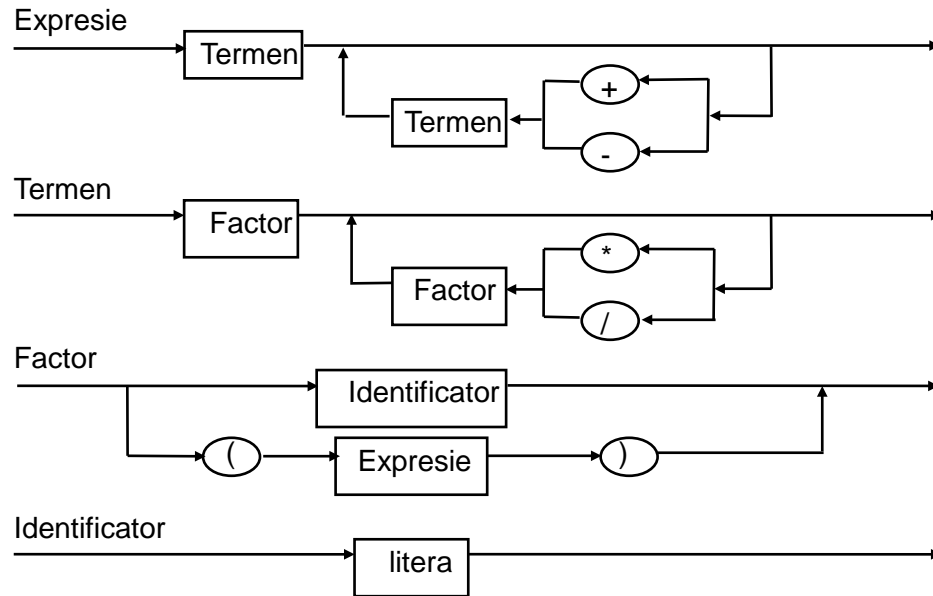 Expresie
Termen
+
Termen
-
Termen
Factor
*
Factor
/
Factor
Identificator
( Expresie )
Identificator
litera